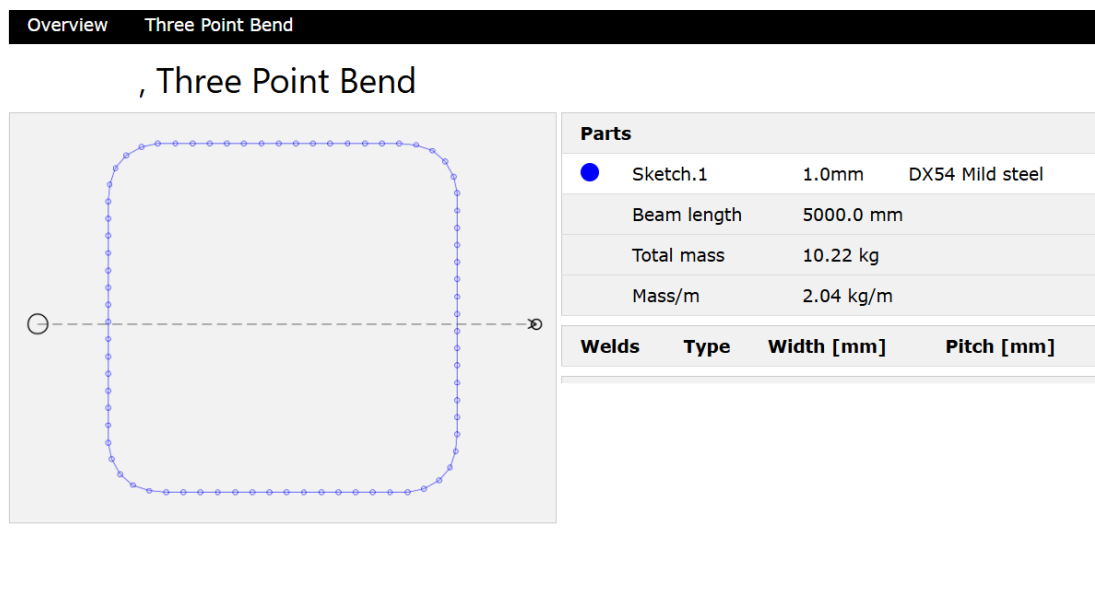 Overview Three Point Bend
, Three Point Bend
Parts
Sketch.1 1.0mm DX54 Mild steel
Beam length 5000.0 mm
Total mass 10.22 kg
Mass/m 2.04 kg/m
Welds Type Width [mm] Pitch [mm]